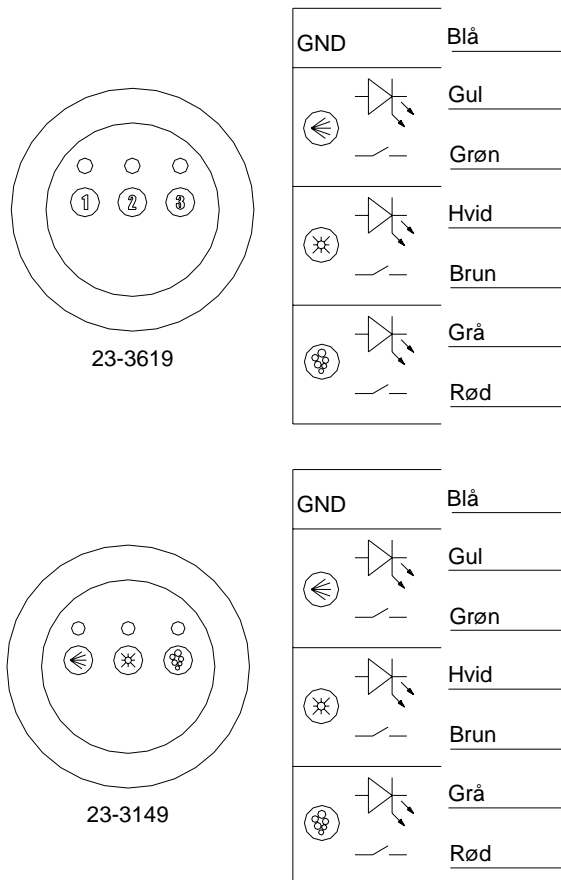 GND Blå
Gul
Grøn
1 2 3
Hvid
Brun
Grå
23-3619
Rød
GND Blå
Gul
Grøn
Hvid
Brun
Grå
23-3149
Rød